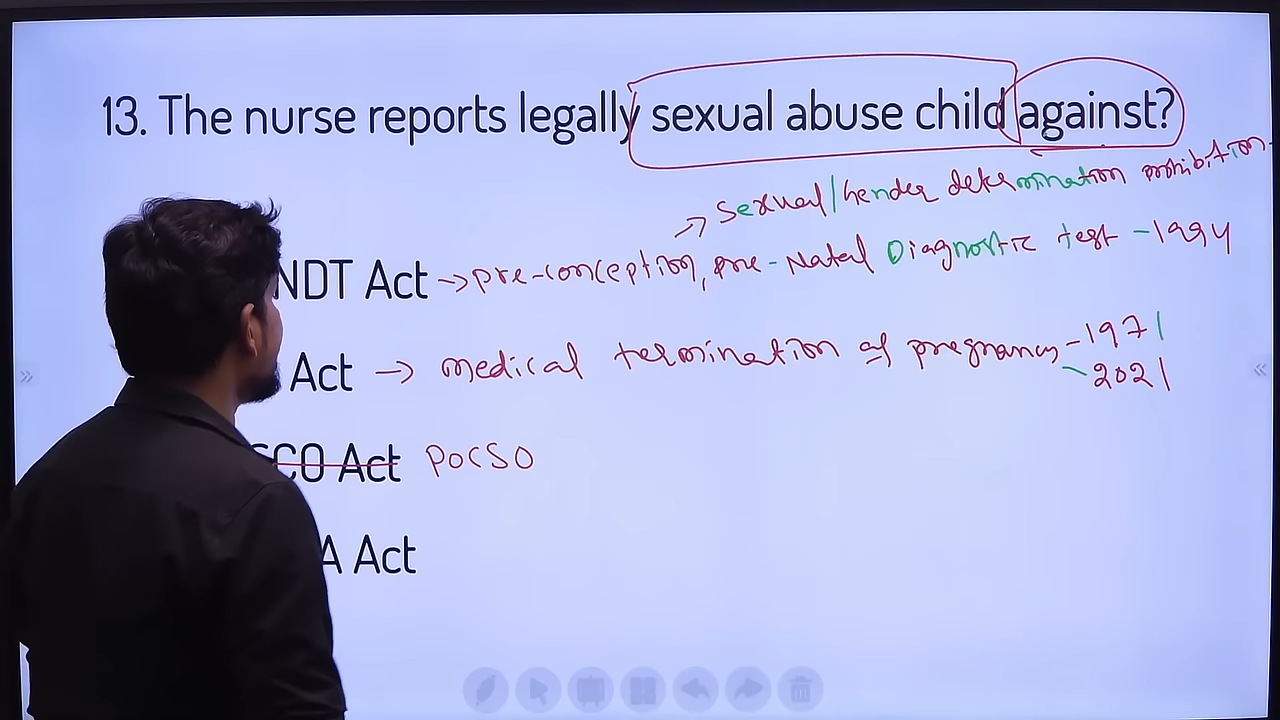 13. The nurse reports legally sexual abuse child against?
→ Sexual/Gender determination prohibition
NDT Act → pre-conception, pre-Natal Diagnostic test - 1994
Act → medical termination of pregnancy - 1971
- 2021
CO Act POCSO
A Act